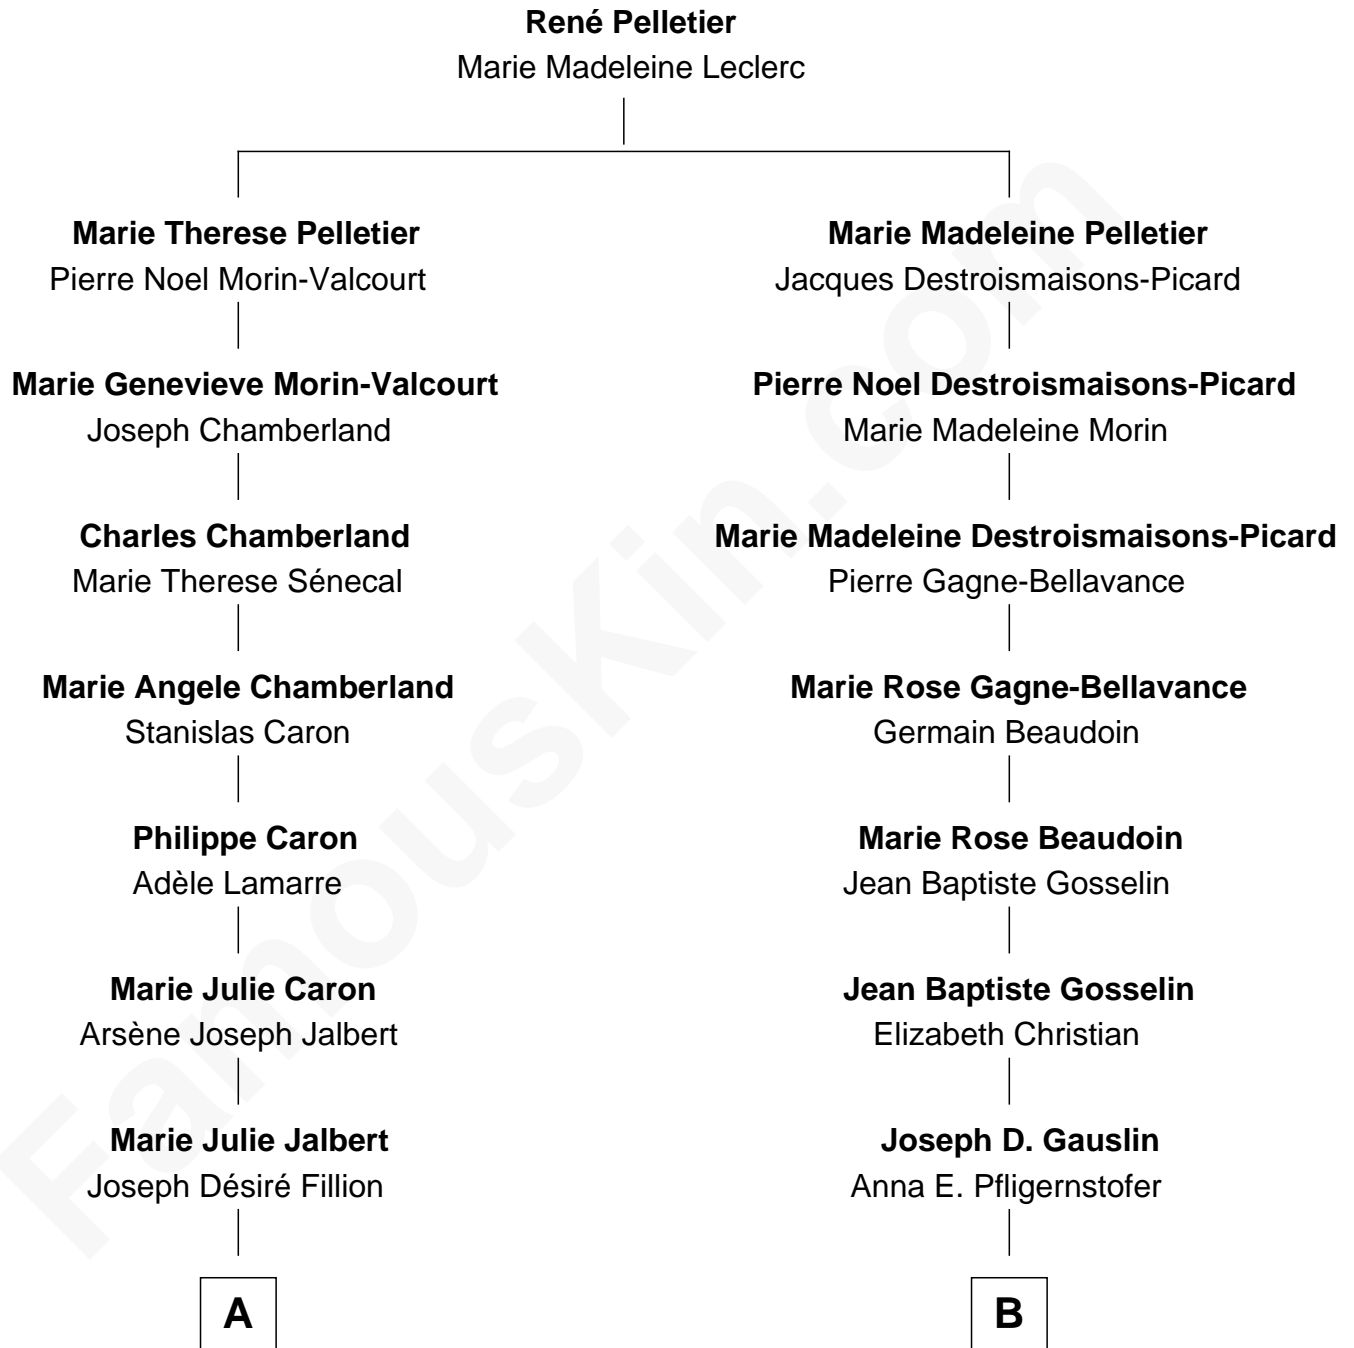 René Pelletier
Marie Madeleine Leclerc
Marie Therese Pelletier
Pierre Noel Morin-Valcourt
Marie Madeleine Pelletier
Jacques Destroismaisons-Picard
Marie Genevieve Morin-Valcourt
Joseph Chamberland
Pierre Noel Destroismaisons-Picard
Marie Madeleine Morin
Charles Chamberland
Marie Therese Sénecal
Marie Madeleine Destroismaisons-Picard
Pierre Gagne-Bellavance
Marie Angele Chamberland
Stanislas Caron
Marie Rose Gagne-Bellavance
Germain Beaudoin
Philippe Caron
Adèle Lamarre
Marie Rose Beaudoin
Jean Baptiste Gosselin
Marie Julie Caron
Arsène Joseph Jalbert
Jean Baptiste Gosselin
Elizabeth Christian
Marie Julie Jalbert
Joseph Désiré Fillion
Joseph D. Gauslin
Anna E. Pfligernstofer
A
B
FamousKin.com